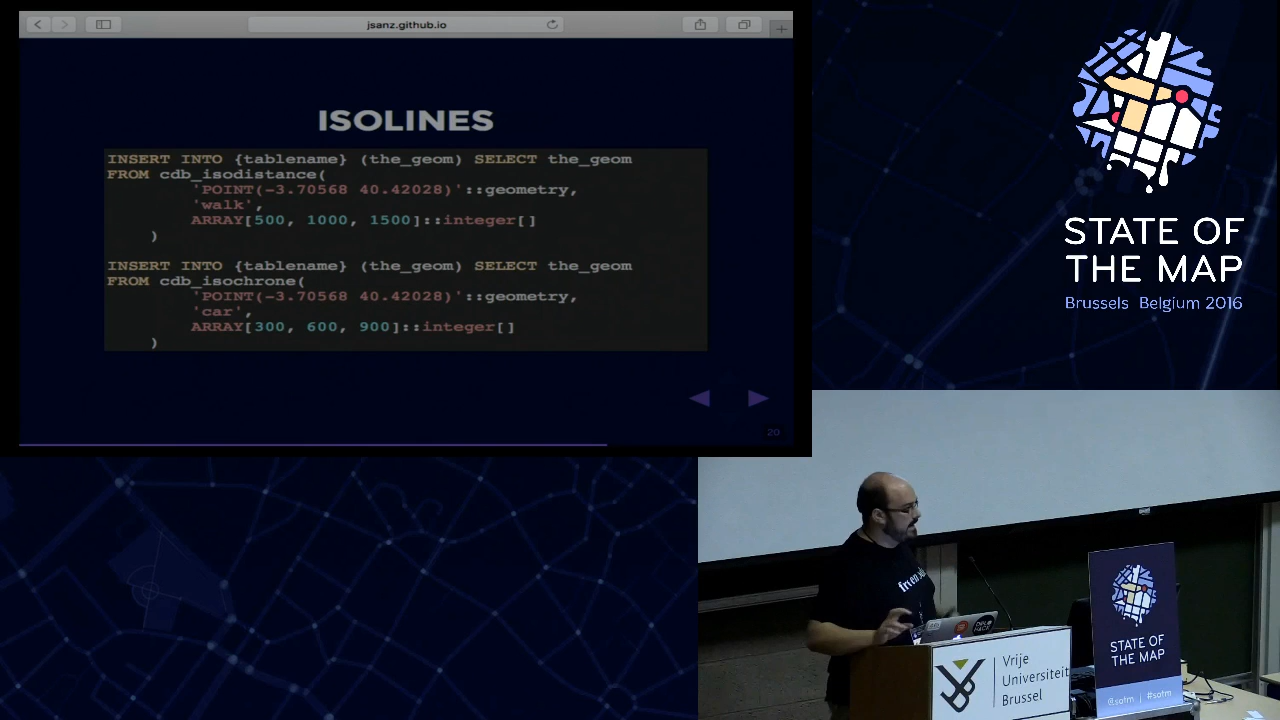 jsanz.github.io
ISOLINES
INSERT INTO {tablename} (the_geom) SELECT the_geom
FROM cdb_isodistance(
'POINT(-3.70568 40.42028)'::geometry,
'walk',
ARRAY[500, 1000, 1500]::integer[]
)
INSERT INTO {tablename} (the_geom) SELECT the_geom
FROM cdb_isochrone(
'POINT(-3.70568 40.42028)'::geometry,
'car',
ARRAY[300, 600, 900]::integer[]
)
20
STATE OF
THE MAP
Brussels Belgium 2016
Vrije
Universiteit
Brussel
STATE OF
THE MAP
@sotm | #sotm